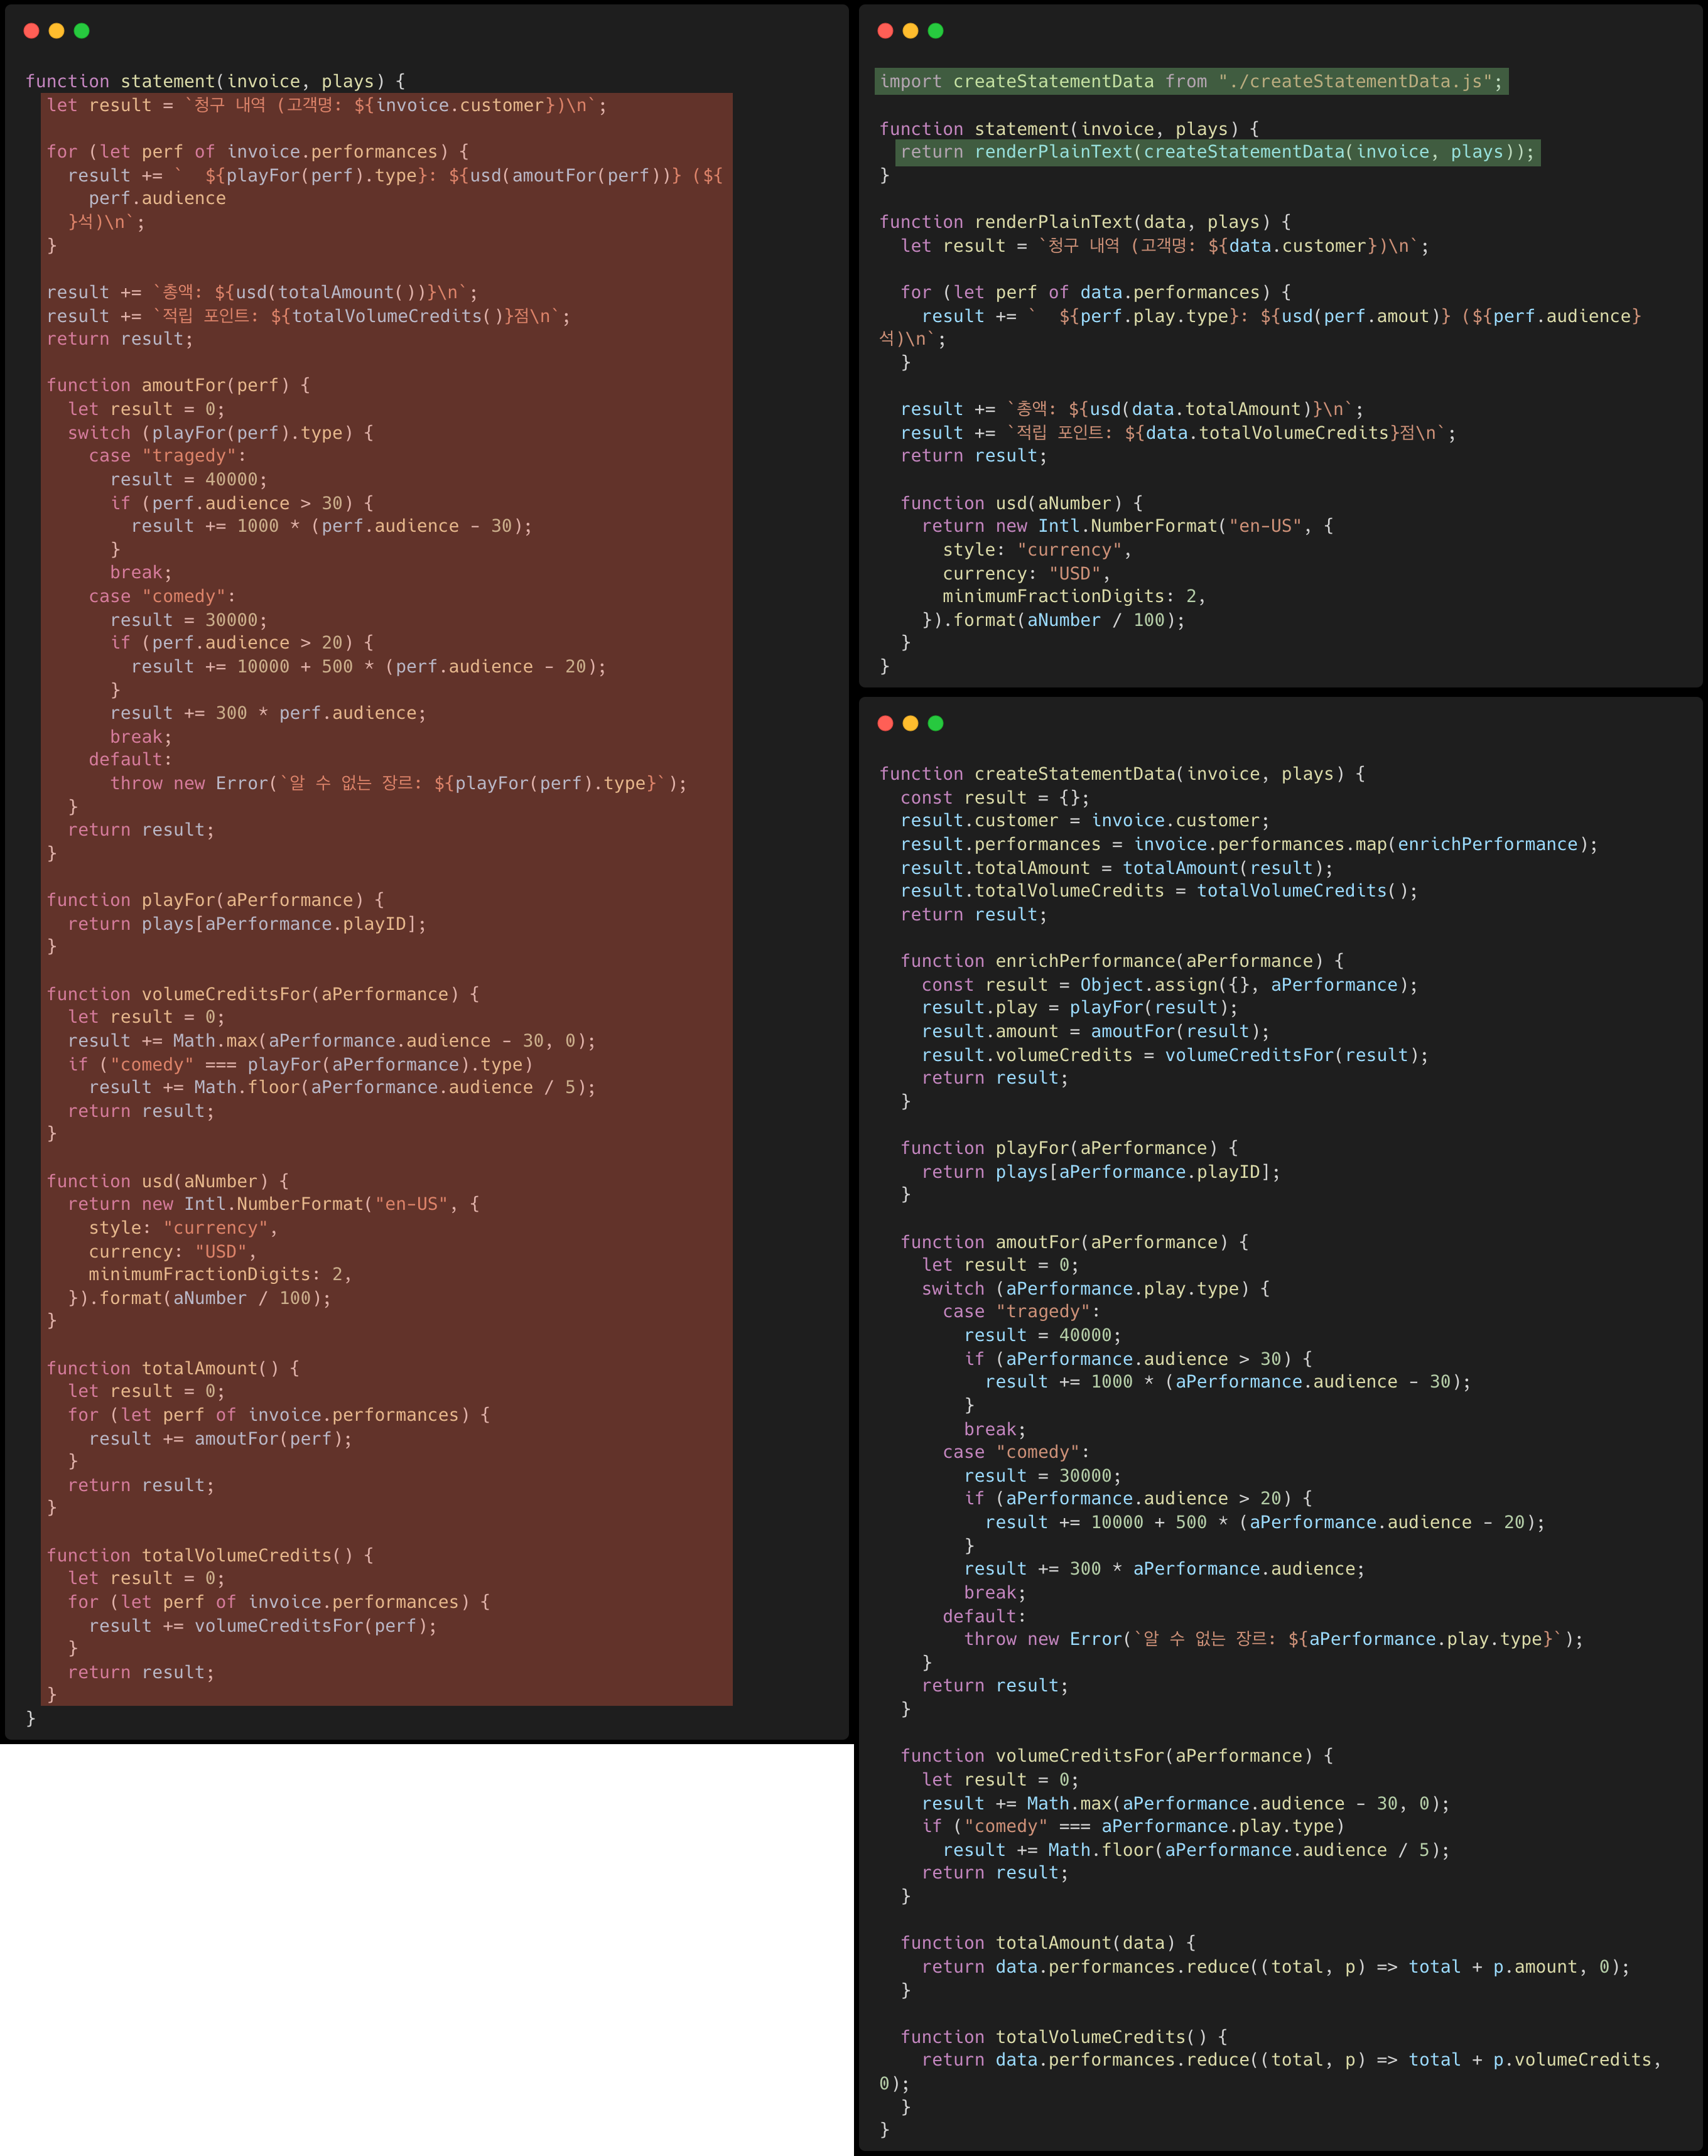 function statement(invoice, plays) {
  let result = `청구 내역 (고객명: ${invoice.customer})\n`;

  for (let perf of invoice.performances) {
    result += `  ${playFor(perf).type}: ${usd(amoutFor(perf))} (${
      perf.audience
    }석)\n`;
  }

  result += `총액: ${usd(totalAmount())}\n`;
  result += `적립 포인트: ${totalVolumeCredits()}점\n`;
  return result;

  function amoutFor(perf) {
    let result = 0;
    switch (playFor(perf).type) {
      case "tragedy":
        result = 40000;
        if (perf.audience > 30) {
          result += 1000 * (perf.audience - 30);
        }
        break;
      case "comedy":
        result = 30000;
        if (perf.audience > 20) {
          result += 10000 + 500 * (perf.audience - 20);
        }
        result += 300 * perf.audience;
        break;
      default:
        throw new Error(`알 수 없는 장르: ${playFor(perf).type}`);
    }
    return result;
  }

  function playFor(aPerformance) {
    return plays[aPerformance.playID];
  }

  function volumeCreditsFor(aPerformance) {
    let result = 0;
    result += Math.max(aPerformance.audience - 30, 0);
    if ("comedy" === playFor(aPerformance).type)
      result += Math.floor(aPerformance.audience / 5);
    return result;
  }

  function usd(aNumber) {
    return new Intl.NumberFormat("en-US", {
      style: "currency",
      currency: "USD",
      minimumFractionDigits: 2,
    }).format(aNumber / 100);
  }

  function totalAmount() {
    let result = 0;
    for (let perf of invoice.performances) {
      result += amoutFor(perf);
    }
    return result;
  }

  function totalVolumeCredits() {
    let result = 0;
    for (let perf of invoice.performances) {
      result += volumeCreditsFor(perf);
    }
    return result;
  }
}

import createStatementData from "./createStatementData.js";

function statement(invoice, plays) {
  return renderPlainText(createStatementData(invoice, plays));
}

function renderPlainText(data, plays) {
  let result = `청구 내역 (고객명: ${data.customer})\n`;

  for (let perf of data.performances) {
    result += `  ${perf.play.type}: ${usd(perf.amout)} (${perf.audience}
석)\n`;
  }

  result += `총액: ${usd(data.totalAmount)}\n`;
  result += `적립 포인트: ${data.totalVolumeCredits}점\n`;
  return result;

  function usd(aNumber) {
    return new Intl.NumberFormat("en-US", {
      style: "currency",
      currency: "USD",
      minimumFractionDigits: 2,
    }).format(aNumber / 100);
  }
}

function createStatementData(invoice, plays) {
  const result = {};
  result.customer = invoice.customer;
  result.performances = invoice.performances.map(enrichPerformance);
  result.totalAmount = totalAmount(result);
  result.totalVolumeCredits = totalVolumeCredits();
  return result;

  function enrichPerformance(aPerformance) {
    const result = Object.assign({}, aPerformance);
    result.play = playFor(result);
    result.amount = amoutFor(result);
    result.volumeCredits = volumeCreditsFor(result);
    return result;
  }

  function playFor(aPerformance) {
    return plays[aPerformance.playID];
  }

  function amoutFor(aPerformance) {
    let result = 0;
    switch (aPerformance.play.type) {
      case "tragedy":
        result = 40000;
        if (aPerformance.audience > 30) {
          result += 1000 * (aPerformance.audience - 30);
        }
        break;
      case "comedy":
        result = 30000;
        if (aPerformance.audience > 20) {
          result += 10000 + 500 * (aPerformance.audience - 20);
        }
        result += 300 * aPerformance.audience;
        break;
      default:
        throw new Error(`알 수 없는 장르: ${aPerformance.play.type}`);
    }
    return result;
  }

  function volumeCreditsFor(aPerformance) {
    let result = 0;
    result += Math.max(aPerformance.audience - 30, 0);
    if ("comedy" === aPerformance.play.type)
      result += Math.floor(aPerformance.audience / 5);
    return result;
  }

  function totalAmount(data) {
    return data.performances.reduce((total, p) => total + p.amount, 0);
  }

  function totalVolumeCredits() {
    return data.performances.reduce((total, p) => total + p.volumeCredits,
0);
  }
}